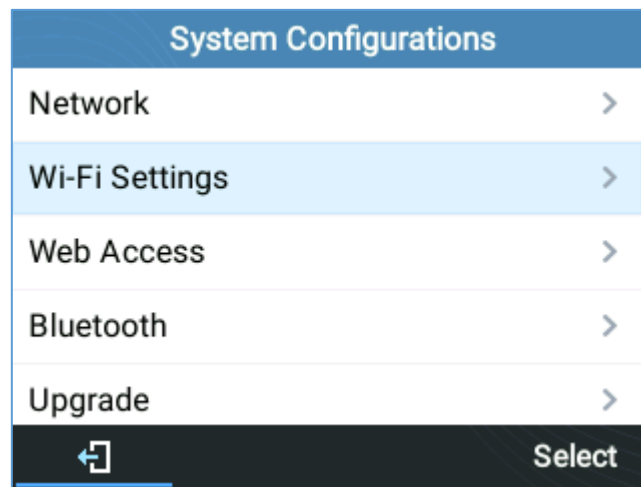 System Configurations
Network
Wi-Fi Settings
Web Access
Bluetooth
Upgrade
Select